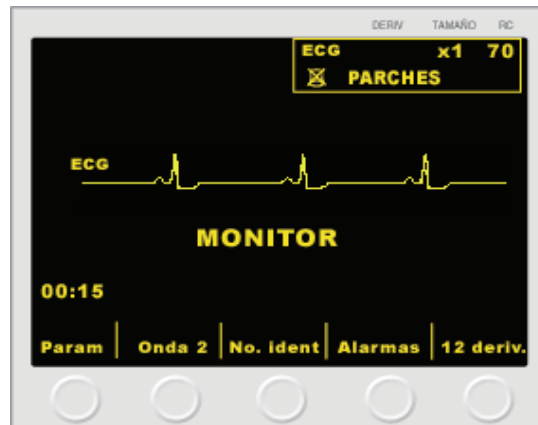 DERIV TAMAÑO RC
ECG x1 70
PARCHES
ECG
MONITOR
00:15
Param Onda 2 No. ident Alarmas 12 deriv.